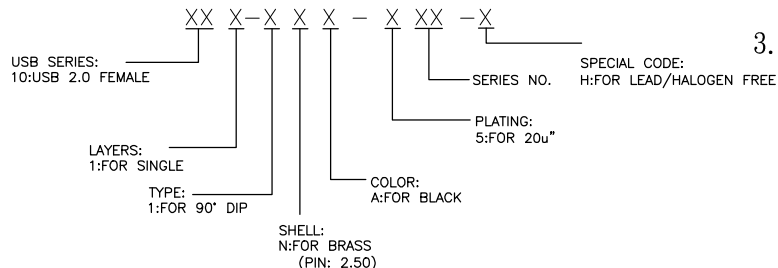 XX X-X X X - X XX -X
3.
USB SERIES:
10:USB 2.0 FEMALE
SPECIAL CODE:
H:FOR LEAD/HALOGEN FREE
SERIES NO.
PLATING:
5:FOR 20u"
LAYERS:
1:FOR SINGLE
COLOR:
A:FOR BLACK
TYPE:
1:FOR 90° DIP
SHELL:
N:FOR BRASS
(PIN: 2.50)